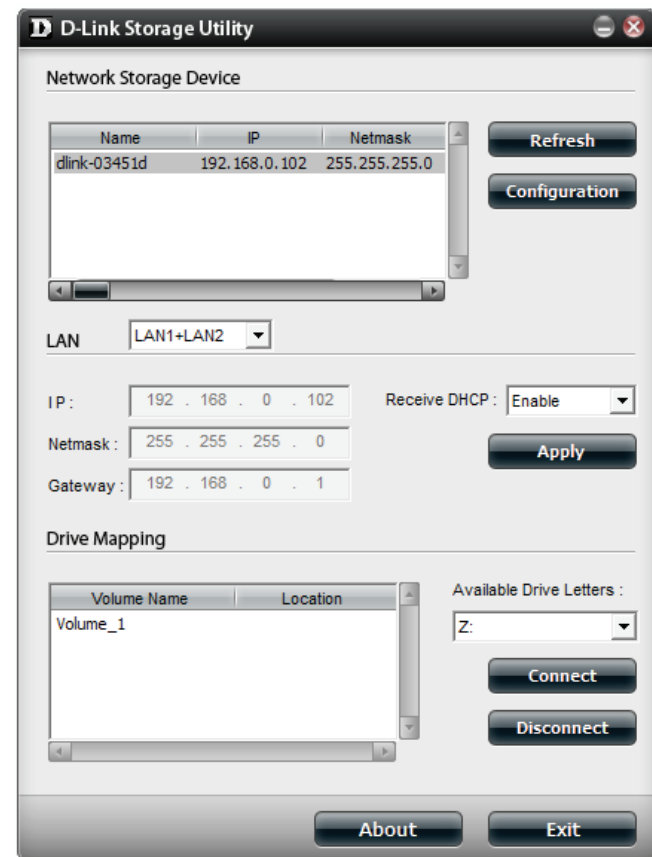 D D-Link Storage Utility
Network Storage Device
Name IP Netmask
dlink-03451d 192.168.0.102 255.255.255.0
Refresh
Configuration
LAN LAN1+LAN2
IP : 192 . 168 . 0 . 102
Receive DHCP : Enable
Netmask : 255 . 255 . 255 . 0
Apply
Gateway : 192 . 168 . 0 . 1
Drive Mapping
Volume Name Location
Volume_1
Available Drive Letters :
Z:
Connect
Disconnect
About Exit